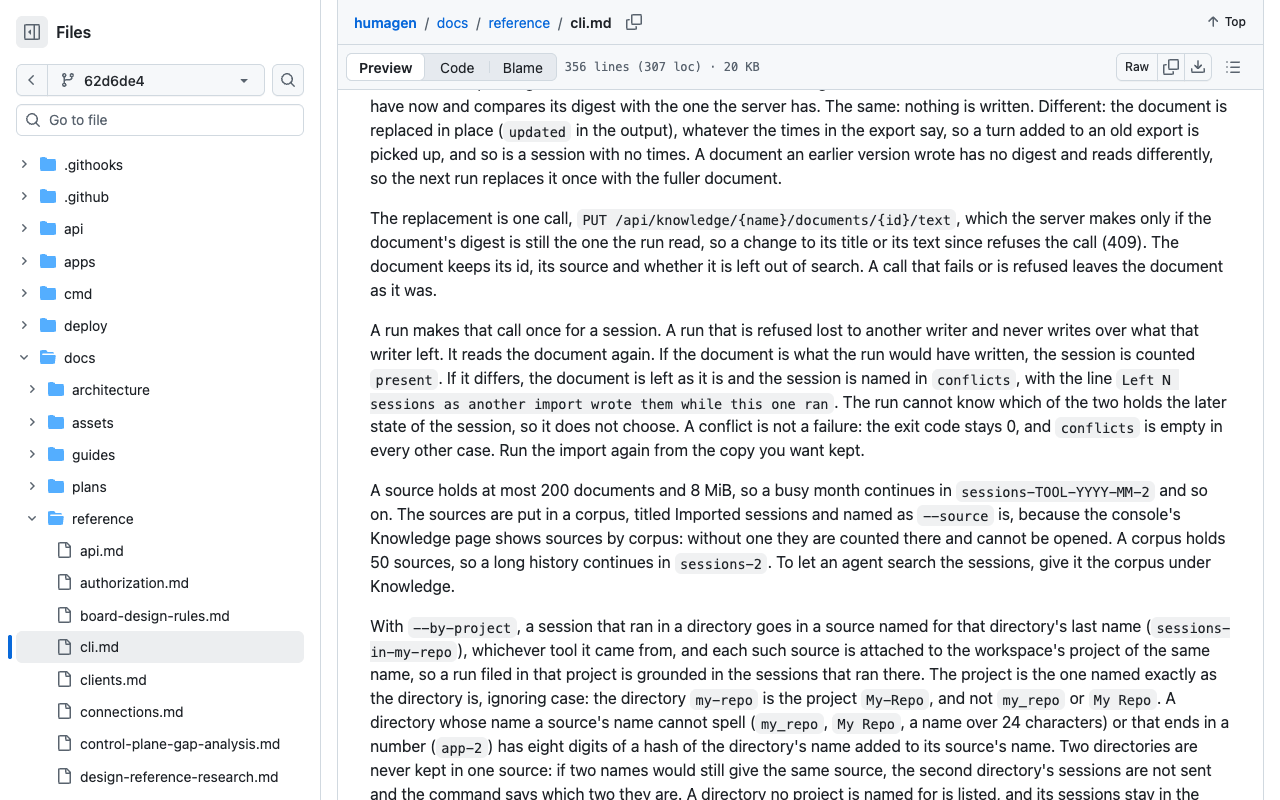 Files
62d6de4
Go to file
.githooks
.github
api
apps
cmd
deploy
docs
architecture
assets
guides
plans
reference
api.md
authorization.md
board-design-rules.md
cli.md
clients.md
connections.md
control-plane-gap-analysis.md
design-reference-research.md
humagen / docs / reference / cli.md
Top
Preview Code Blame 356 lines (307 loc) · 20 KB
Raw
have now and compares its digest with the one the server has. The same: nothing is written. Different: the document is
replaced in place ( updated in the output), whatever the times in the export say, so a turn added to an old export is
picked up, and so is a session with no times. A document an earlier version wrote has no digest and reads differently,
so the next run replaces it once with the fuller document.
The replacement is one call, PUT /api/knowledge/{name}/documents/{id}/text , which the server makes only if the
document's digest is still the one the run read, so a change to its title or its text since refuses the call (409). The
document keeps its id, its source and whether it is left out of search. A call that fails or is refused leaves the document
as it was.
A run makes that call once for a session. A run that is refused lost to another writer and never writes over what that
writer left. It reads the document again. If the document is what the run would have written, the session is counted
present . If it differs, the document is left as it is and the session is named in conflicts , with the line Left N
sessions as another import wrote them while this one ran . The run cannot know which of the two holds the later
state of the session, so it does not choose. A conflict is not a failure: the exit code stays 0, and conflicts is empty in
every other case. Run the import again from the copy you want kept.
A source holds at most 200 documents and 8 MiB, so a busy month continues in sessions-TOOL-YYYY-MM-2 and so
on. The sources are put in a corpus, titled Imported sessions and named as --source is, because the console's
Knowledge page shows sources by corpus: without one they are counted there and cannot be opened. A corpus holds
50 sources, so a long history continues in sessions-2 . To let an agent search the sessions, give it the corpus under
Knowledge.
With --by-project , a session that ran in a directory goes in a source named for that directory's last name ( sessions-
in-my-repo ), whichever tool it came from, and each such source is attached to the workspace's project of the same
name, so a run filed in that project is grounded in the sessions that ran there. The project is the one named exactly as
the directory is, ignoring case: the directory my-repo is the project My-Repo , and not my_repo or My Repo . A
directory whose name a source's name cannot spell ( my_repo , My Repo , a name over 24 characters) or that ends in a
number ( app-2 ) has eight digits of a hash of the directory's name added to its source's name. Two directories are
never kept in one source: if two names would still give the same source, the second directory's sessions are not sent
and the command says which two they are. A directory no project is named for is listed, and its sessions stay in the